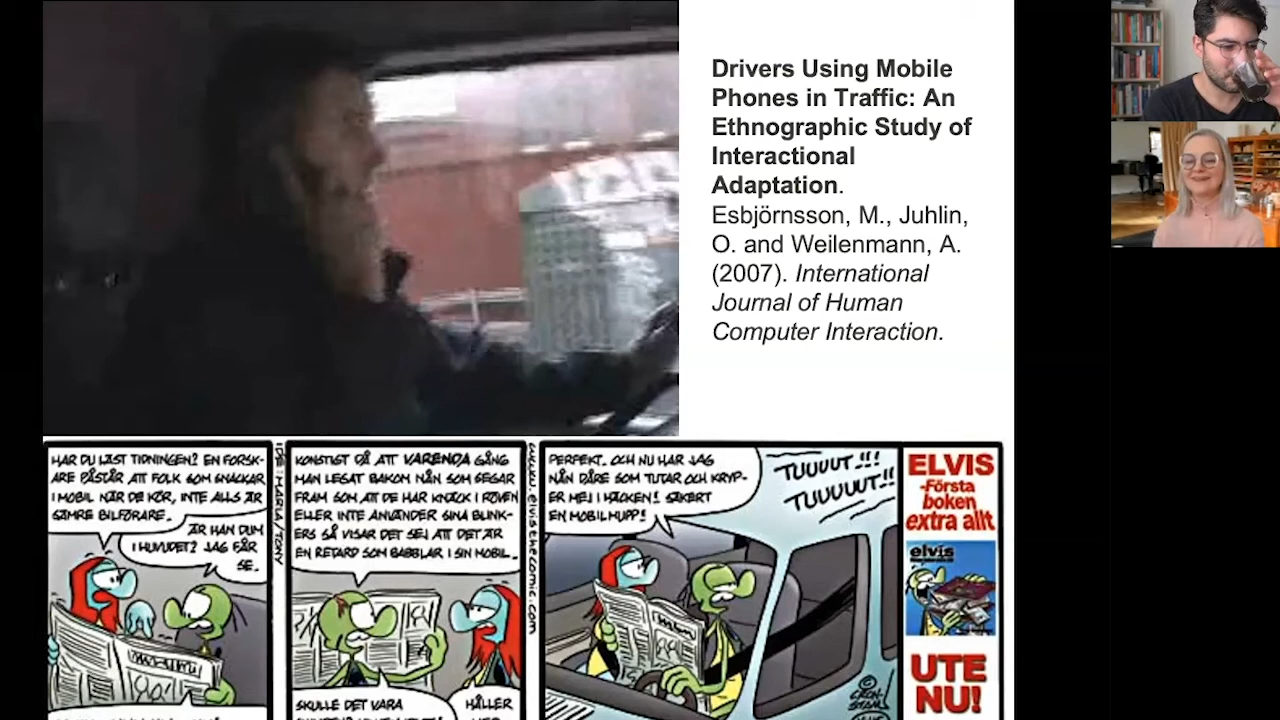 Drivers Using Mobile
Phones in Traffic: An
Ethnographic Study of
Interactional
Adaptation.
Esbjörnsson, M., Juhlin,
O. and Weilenmann, A.
(2007). International
Journal of Human
Computer Interaction.
HAR DU LÄST TIDNINGEN? EN FORSK-
ARE PÅSTÅR ATT FOLK SOM SNACKAR
I MOBIL NÄR DE KÖR, INTE ALLS ÄR
SÄMRE BILFÖRARE.
ÄR HAN DUM
I HUVUDET? JAG FÅR
SE.
IDÉ: MARIA/TONY
KONSTIGT DÅ ATT VARENDA GÅNG
MAN LEGAT BAKOM NÅN SOM SEGAR
FRAM SOM ATT DE HAR KNÄCK I RÖVEN
ELLER INTE ANVÄNDER SINA BLINK-
ERS SÅ VISAR DET SEJ ATT DET ÄR
EN RETARD SOM BABBLAR I SIN MOBIL.
SKULLE DET VARA
HÅLLER
www.elvisthecomic.com
PERFEKT. OCH NU HAR JAG
NÅN DÅRE SOM TUTAR OCH KRYP-
ER MEJ I HÄCKEN! SÄKERT
EN MOBILMUPP!
TUUUUT!!!
TUUUUUT!!
ELVIS
-Första
boken
extra allt
elvis
UTE
NU!